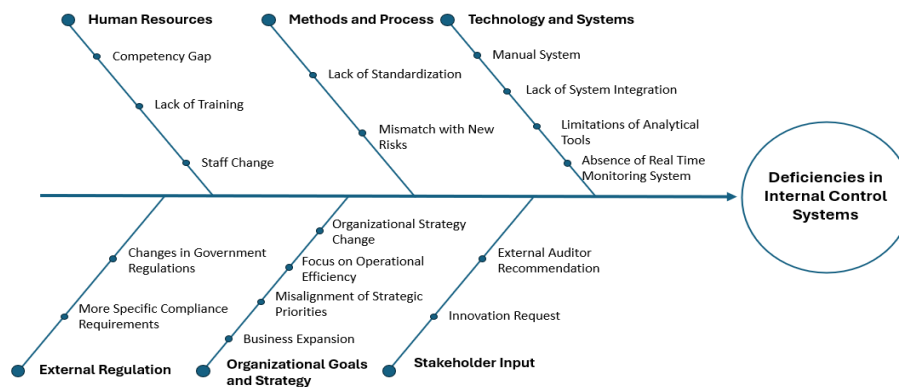 Human Resources
Methods and Process
Technology and Systems
Competency Gap
Lack of Training
Staff Change
Lack of Standardization
Mismatch with New
Risks
Manual System
Lack of System Integration
Limitations of Analytical
Tools
Absence of Real Time
Monitoring System
Deficiencies in
Internal Control
Systems
Changes in Government
Regulations
More Specific Compliance
Requirements
External Regulation
Organizational Strategy
Change
Focus on Operational
Efficiency
Misalignment of Strategic
Priorities
Business Expansion
Organizational Goals
and Strategy
External Auditor
Recommendation
Innovation Request
Stakeholder Input